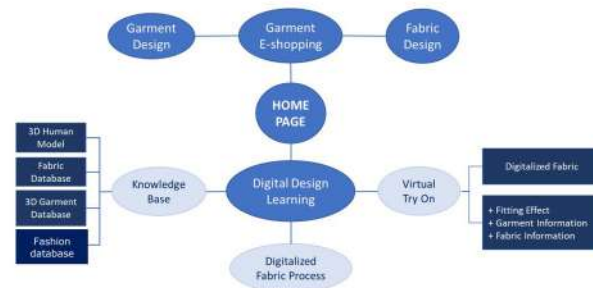 Garment
Design
Garment
E-shopping
Fabric
Design
HOME
PAGE
3D Human
Model
Fabric
Database
3D Garment
Database
Fashion
database
Knowledge
Base
Digital Design
Learning
Virtual
Try On
Digitalized Fabric
+ Fitting Effect
+ Garment Information
+ Fabric Information
Digitalized
Fabric Process